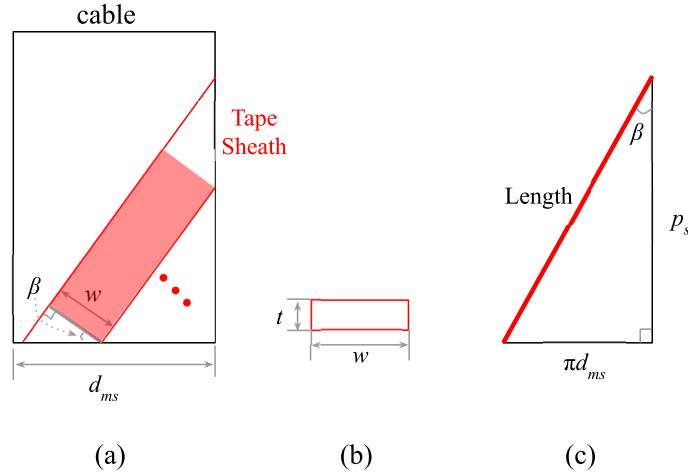 cable
Tape
Sheath
β
w
d_ms
(a)
t
w
(b)
β
Length
p_s
πd_ms
(c)